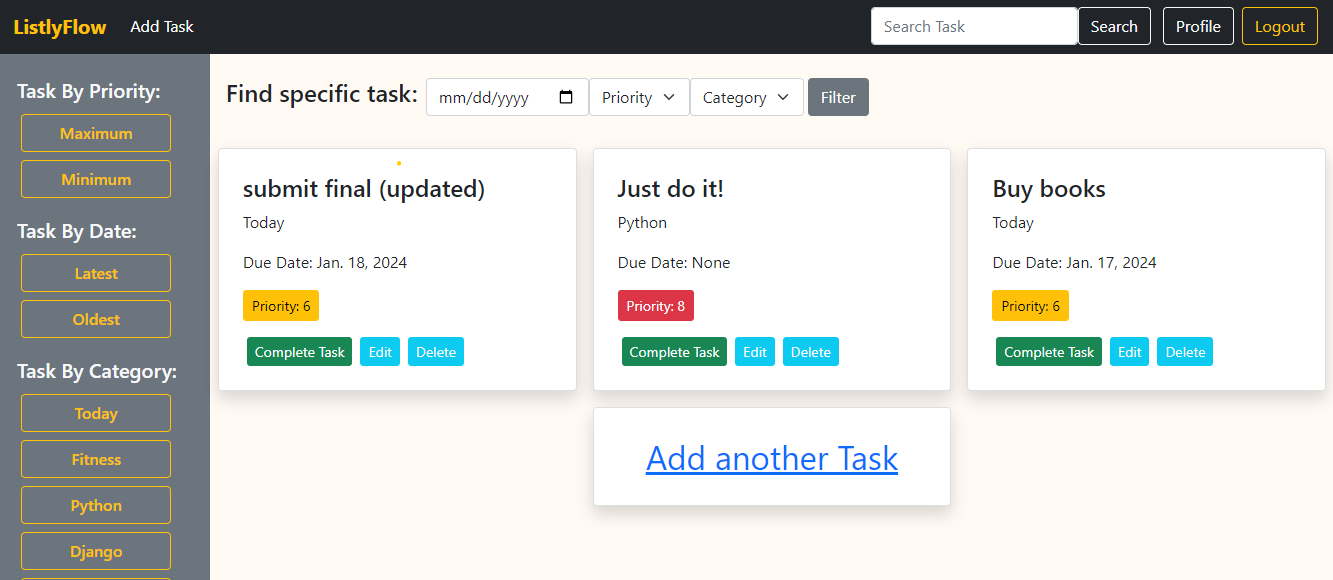 ListlyFlow Add Task Search Task Search Profile Logout
Task By Priority:
Maximum
Minimum
Task By Date:
Latest
Oldest
Task By Category:
Today
Fitness
Python
Django
Find specific task: mm/dd/yyyy Priority Category Filter
submit final (updated)
Today
Due Date: Jan. 18, 2024
Priority: 6
Complete Task Edit Delete
Just do it!
Python
Due Date: None
Priority: 8
Complete Task Edit Delete
Buy books
Today
Due Date: Jan. 17, 2024
Priority: 6
Complete Task Edit Delete
Add another Task